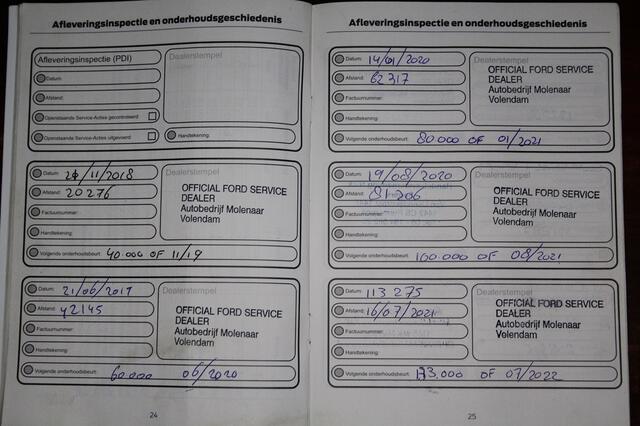 Afleveringsinspectie en onderhoudsgeschiedenis
Afleveringsinspectie (PDI)
Dealerstempel
Datum:
Afstand:
Openstaande Service-Acties gecontroleerd
Openstaande Service-Acties uitgevoerd
Handtekening:
Datum: /11/2018
Dealerstempel
Afstand: 20276
OFFICIAL FORD SERVICE
DEALER
Autobedrijf Molenaar
Volendam
Factuurnummer:
Handtekening:
Volgende onderhoudsbeurt: 40.000 OF 11/19
Datum: 21/06/2019
Dealerstempel
Afstand: 42145
OFFICIAL FORD SERVICE
DEALER
Autobedrijf Molenaar
Volendam
Factuurnummer:
Handtekening:
Volgende onderhoudsbeurt: 60.000 06/2020
24
Afleveringsinspectie en onderhoudsgeschiedenis
Datum: 14/01/2020
Dealerstempel
Afstand: 62317
OFFICIAL FORD SERVICE
DEALER
Autobedrijf Molenaar
Volendam
Factuurnummer:
Handtekening:
Volgende onderhoudsbeurt: 80.000 OF 01/2021
Datum: 19/08/2020
Dealerstempel
Afstand: 81206
OFFICIAL FORD SERVICE
DEALER
Autobedrijf Molenaar
Volendam
Factuurnummer:
Handtekening:
Volgende onderhoudsbeurt: 100.000 OF 08/2021
Datum: 113275
Dealerstempel
Afstand: 16/07/2021
OFFICIAL FORD SERVICE
DEALER
Autobedrijf Molenaar
Volendam
Factuurnummer:
Handtekening:
Volgende onderhoudsbeurt: 133.000 OF 07/2022
25